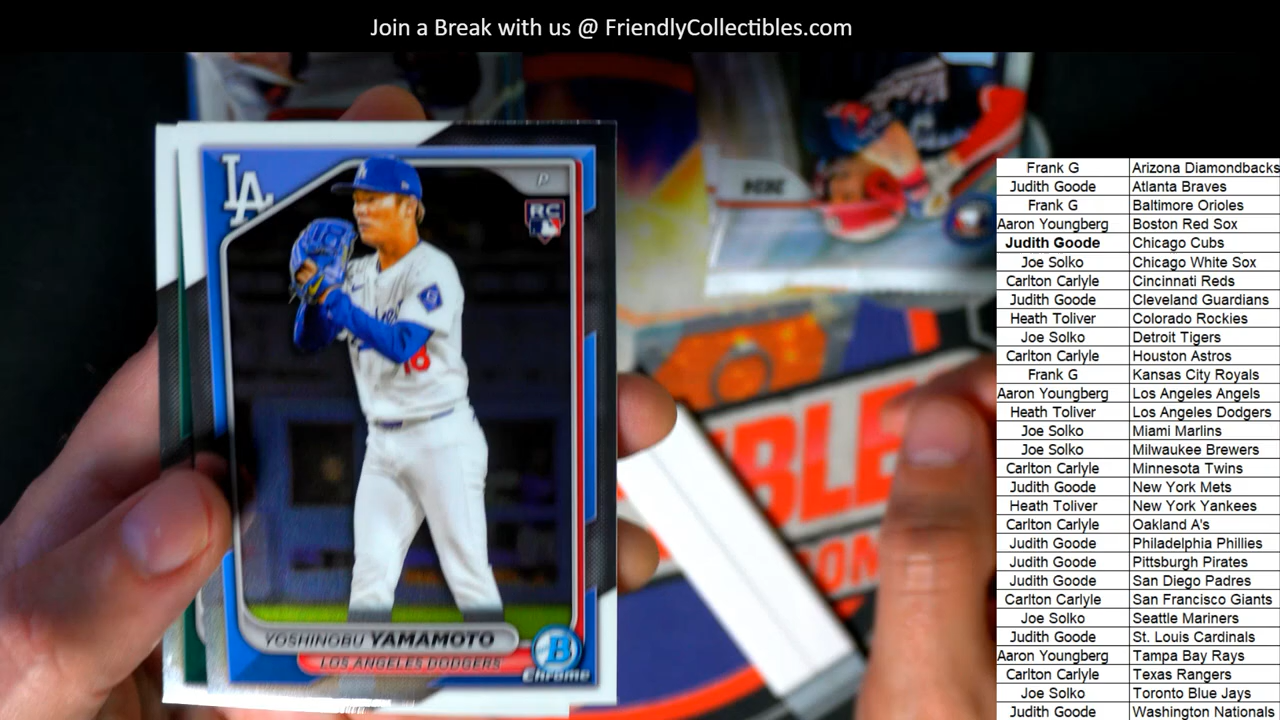 Join a Break with us @ FriendlyCollectibles.com
LA
P
RC
18
YOSHINOBU YAMAMOTO
LOS ANGELES DODGERS
B
Chrome
Frank G Arizona Diamondbacks
Judith Goode Atlanta Braves
Frank G Baltimore Orioles
Aaron Youngberg Boston Red Sox
Judith Goode Chicago Cubs
Joe Solko Chicago White Sox
Carlton Carlyle Cincinnati Reds
Judith Goode Cleveland Guardians
Heath Toliver Colorado Rockies
Joe Solko Detroit Tigers
Carlton Carlyle Houston Astros
Frank G Kansas City Royals
Aaron Youngberg Los Angeles Angels
Heath Toliver Los Angeles Dodgers
Joe Solko Miami Marlins
Joe Solko Milwaukee Brewers
Carlton Carlyle Minnesota Twins
Judith Goode New York Mets
Heath Toliver New York Yankees
Carlton Carlyle Oakland A's
Judith Goode Philadelphia Phillies
Judith Goode Pittsburgh Pirates
Judith Goode San Diego Padres
Carlton Carlyle San Francisco Giants
Joe Solko Seattle Mariners
Judith Goode St. Louis Cardinals
Aaron Youngberg Tampa Bay Rays
Carlton Carlyle Texas Rangers
Joe Solko Toronto Blue Jays
Judith Goode Washington Nationals